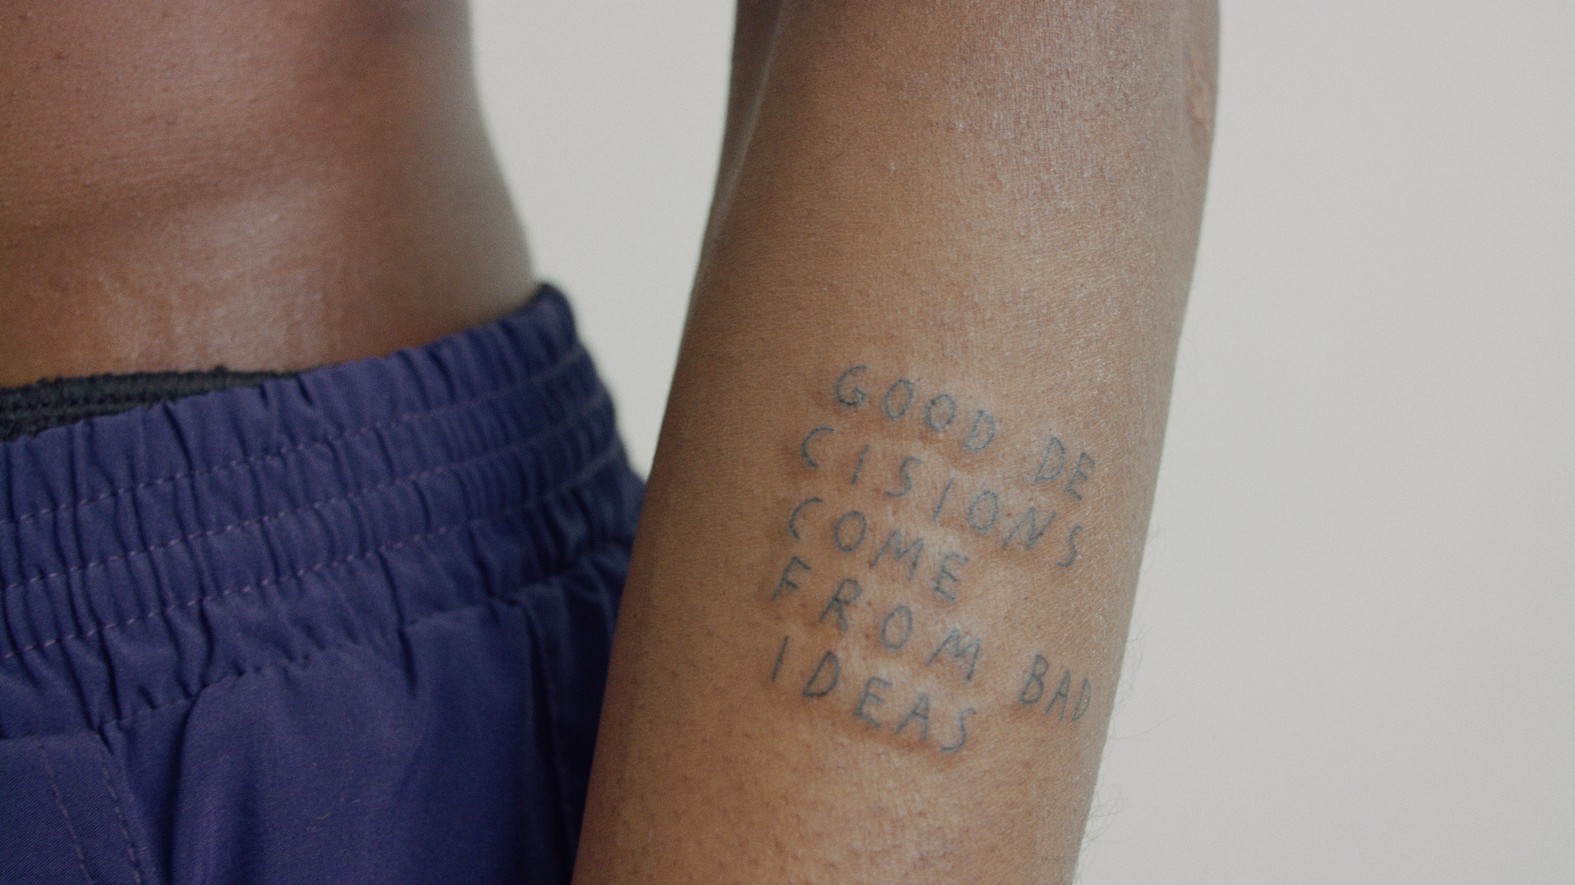 GOOD DE
CISIONS
COME
FROM BAD
IDEAS